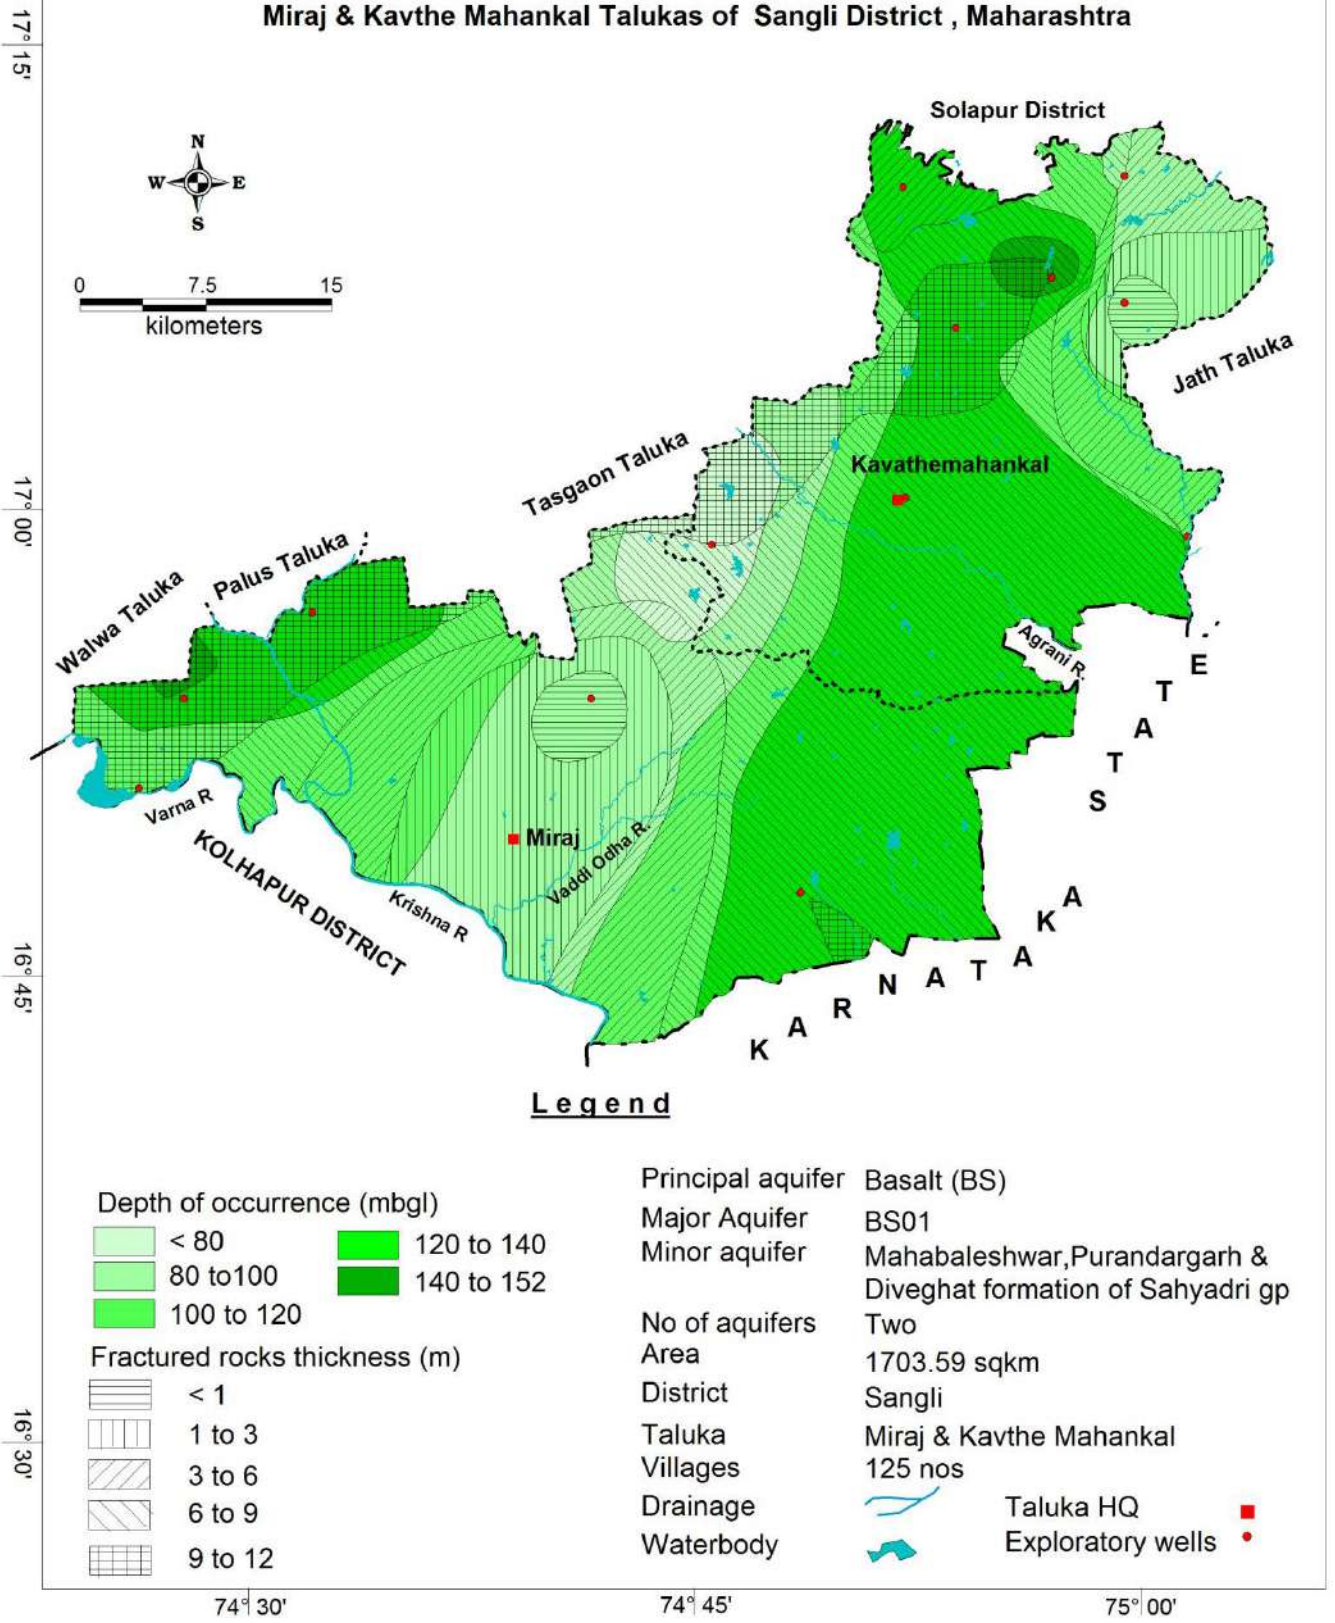 Miraj & Kavthe Mahankal Talukas of Sangli District , Maharashtra
17° 15'
Solapur District
N
W E
S
0 7.5 15
kilometers
Jath Taluka
Tasgaon Taluka
Kavathemahankal
17° 00'
Palus Taluka
Walwa Taluka
Agrani R.
Varna R
Miraj
Vaddi Odha R.
KOLHAPUR DISTRICT
Krishna R
KARNATAKA STATE
16° 45'
Legend
Depth of occurrence (mbgl)
< 80
80 to100
100 to 120
120 to 140
140 to 152
Fractured rocks thickness (m)
< 1
1 to 3
3 to 6
6 to 9
9 to 12
Principal aquifer Basalt (BS)
Major Aquifer BS01
Minor aquifer Mahabaleshwar,Purandargarh &
Diveghat formation of Sahyadri gp
No of aquifers Two
Area 1703.59 sqkm
District Sangli
Taluka Miraj & Kavthe Mahankal
Villages 125 nos
Drainage
Waterbody
Taluka HQ
Exploratory wells
16° 30'
74° 30' 74° 45' 75° 00'